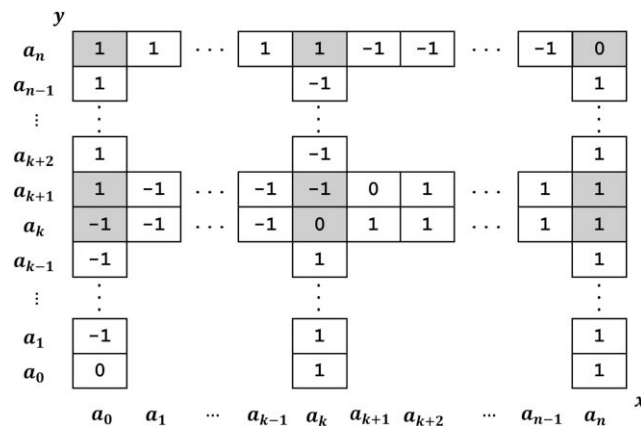 y
a_n 1 1 ··· 1 1 -1 -1 ··· -1 0
a_{n-1} 1 -1 1
⋮ ⋮ ⋮ ⋮
a_{k+2} 1 -1 1
a_{k+1} 1 -1 ··· -1 -1 0 1 ··· 1 1
a_k -1 -1 ··· -1 0 1 1 ··· 1 1
a_{k-1} -1 1 1
⋮ ⋮ ⋮ ⋮
a_1 -1 1 1
a_0 0 1 1
x
a_0 a_1 ··· a_{k-1} a_k a_{k+1} a_{k+2} ··· a_{n-1} a_n